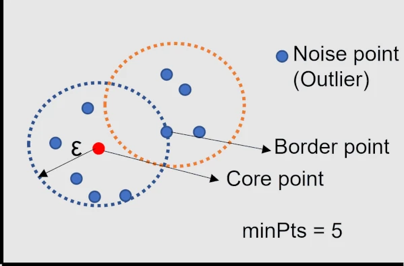 Noise point
(Outlier)
ε
Border point
Core point
minPts = 5